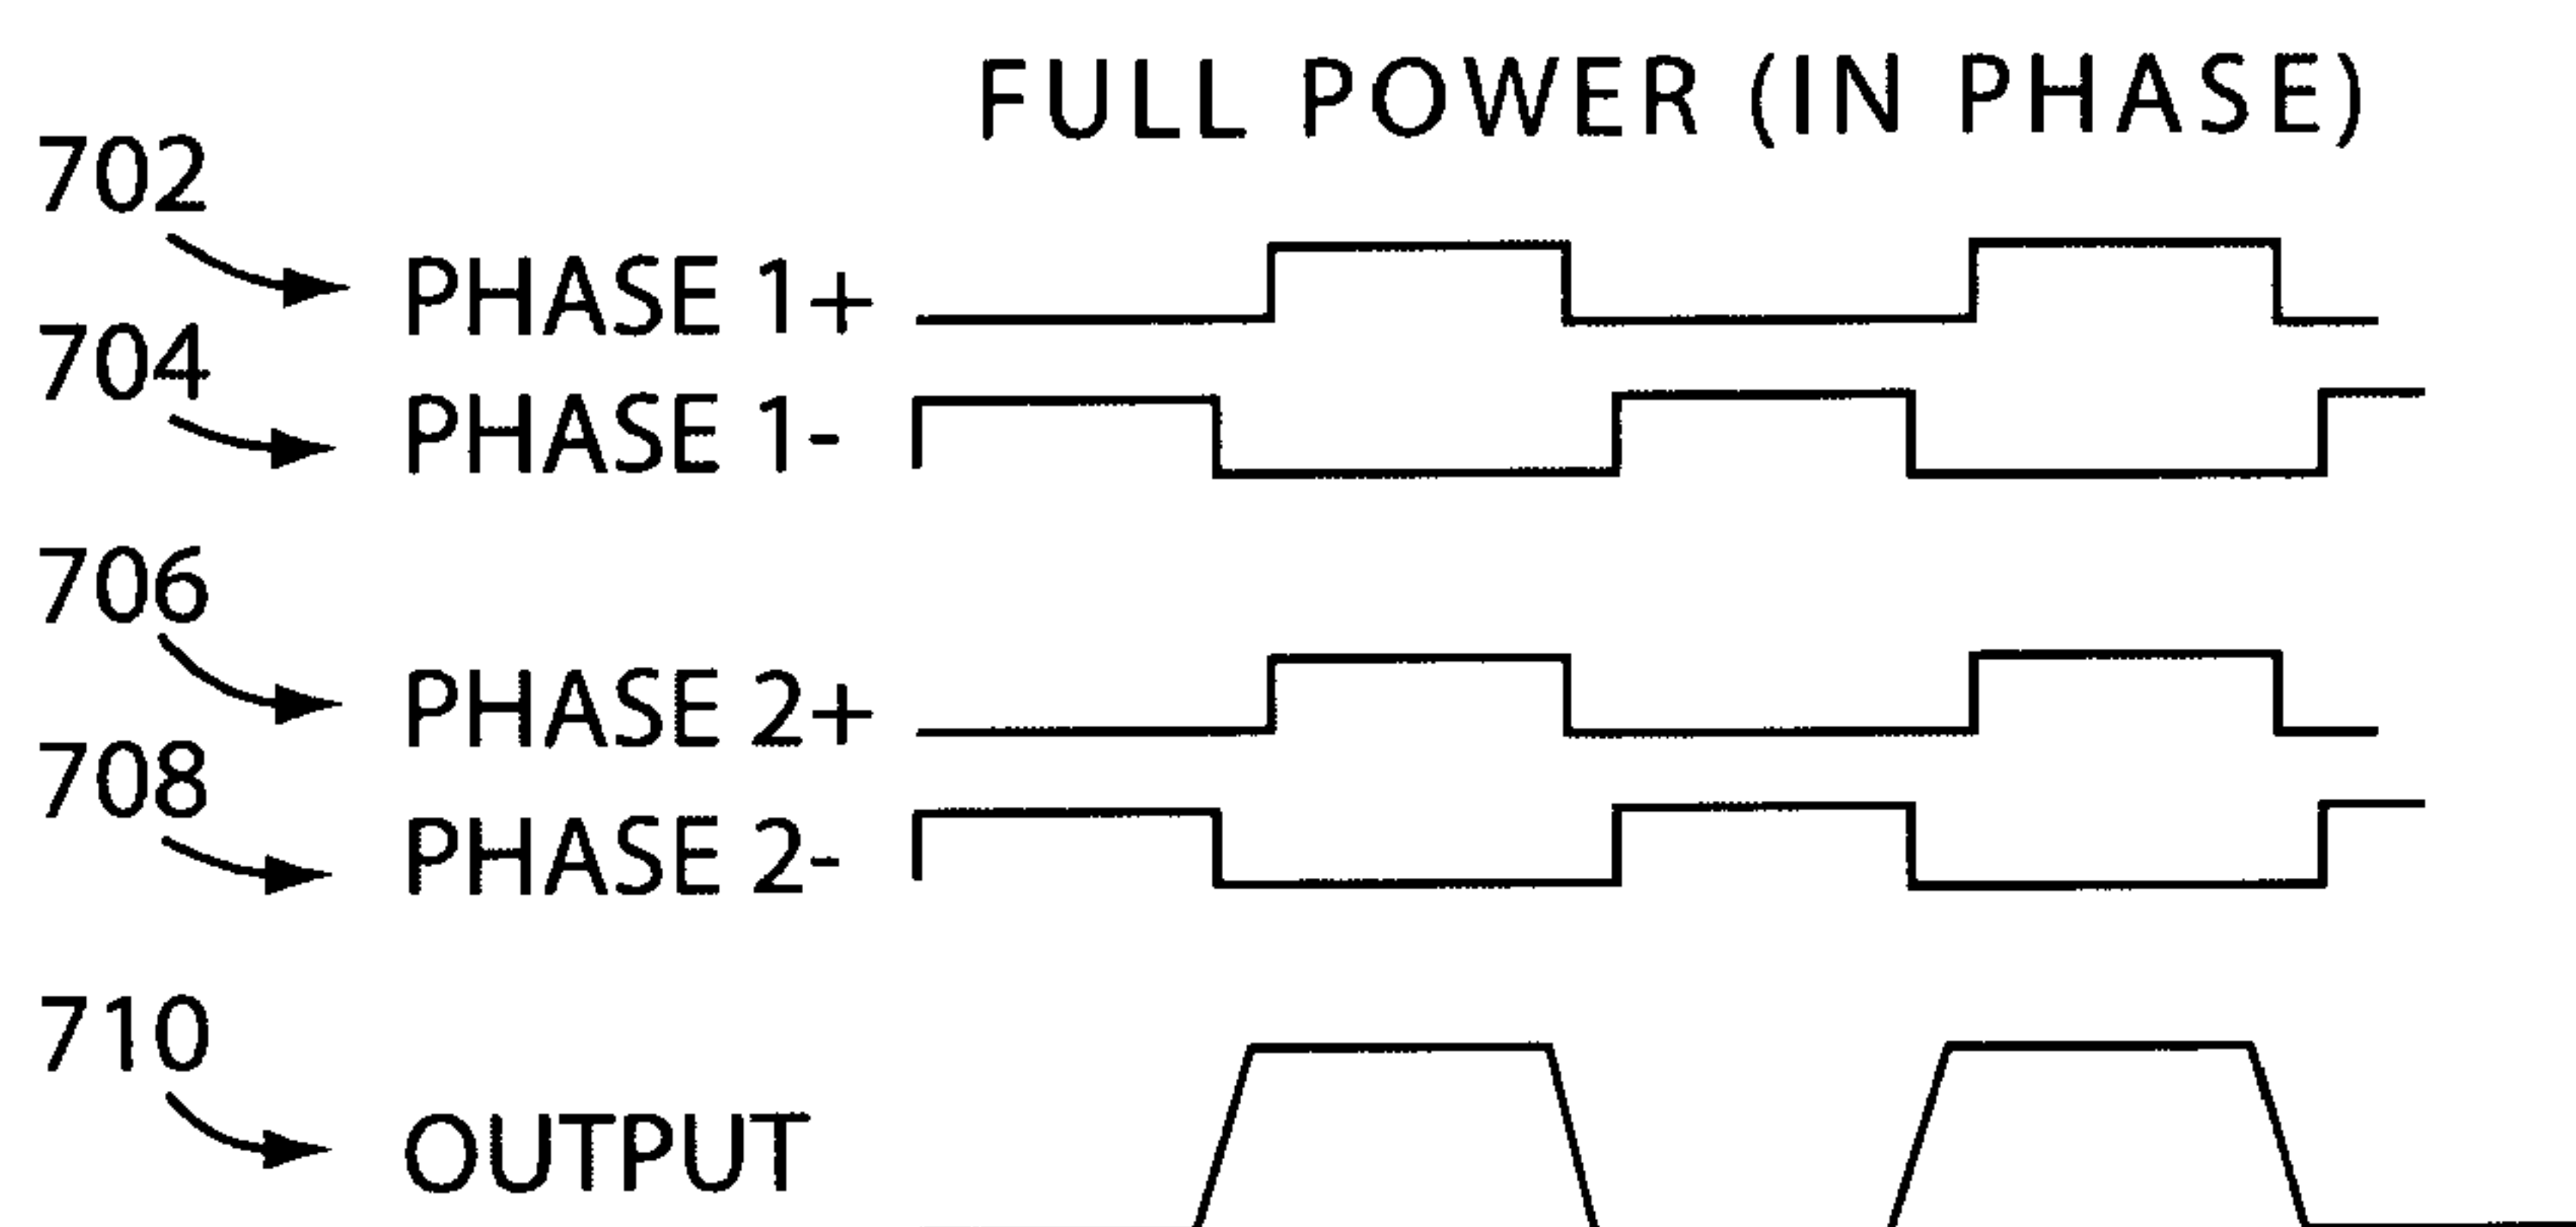 FULL POWER (IN PHASE)
702
PHASE 1+
704
PHASE 1-
706
PHASE 2+
708
PHASE 2-
710
OUTPUT